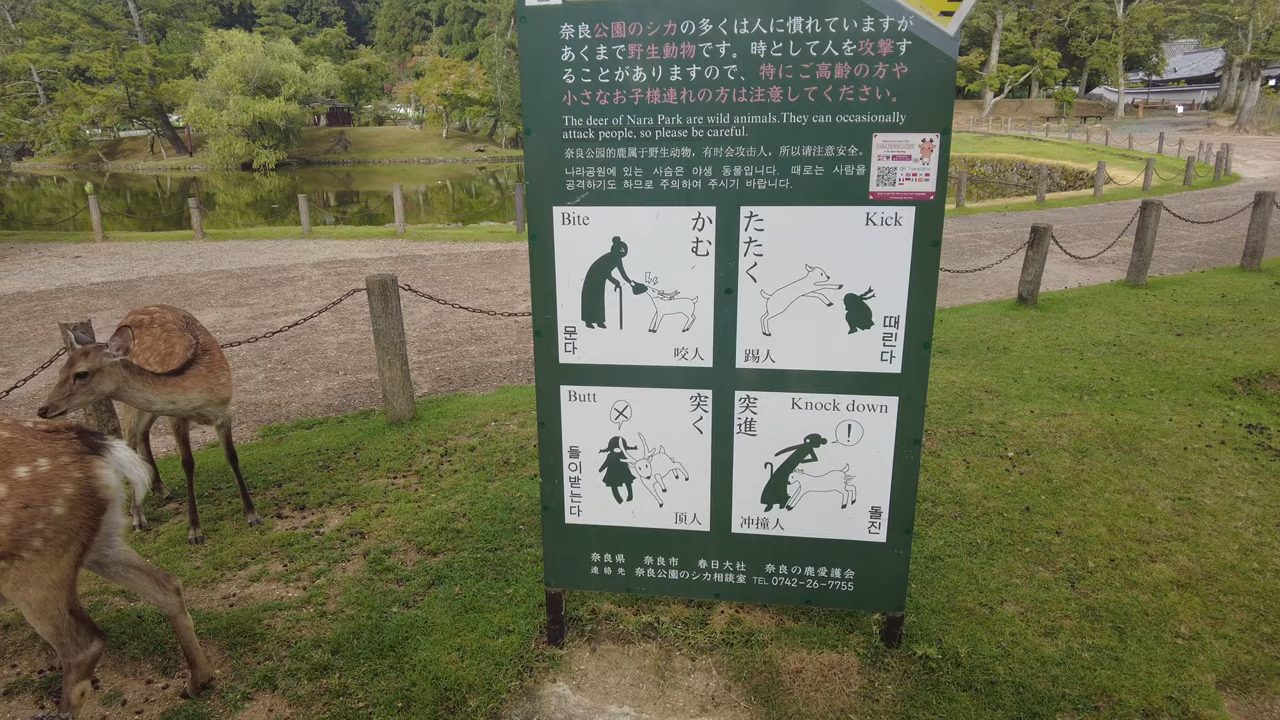 奈良公園のシカの多くは人に慣れていますが
あくまで野生動物です。時として人を攻撃す
ることがありますので、特にご高齢の方や
小さなお子様連れの方は注意してください。
The deer of Nara Park are wild animals.They can occasionally
attack people, so please be careful.
奈良公园的鹿属于野生动物，有时会攻击人，所以请注意安全。
나라공원에 있는 사슴은 야생 동물입니다. 때로는 사람을
공격하기도 하므로 주의하여 주시기 바랍니다.
Bite
かむ
문다
咬人
たたく
Kick
踢人
때린다
Butt
突く
들이받는다
顶人
突進
Knock down
!
冲撞人
돌진
奈良県 奈良市 春日大社 奈良の鹿愛護会
連絡先 奈良公園のシカ相談室 TEL 0742-26-7755